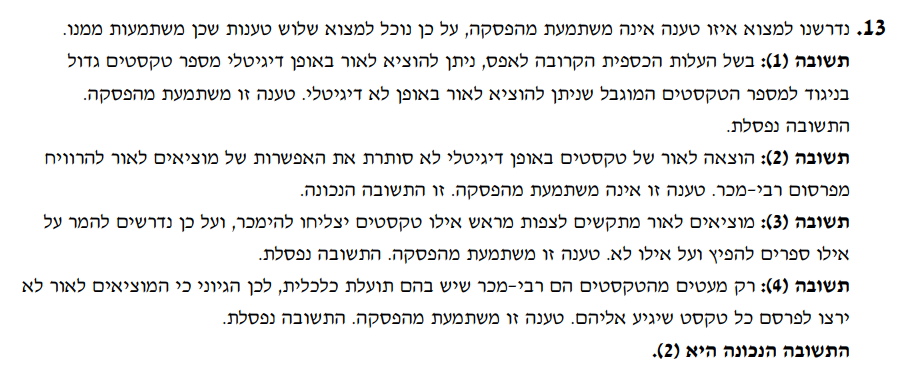 13. נדרשנו למצוא איזו טענה אינה משתמעת מהפסקה, על כן נוכל למצוא שלוש טענות שכן משתמעות ממנו.
תשובה (1): בשל העלות הכספית הקרובה לאפס, ניתן להוציא לאור באופן דיגיטלי מספר טקסטים גדול
בניגוד למספר הטקסטים המוגבל שניתן להוציא לאור באופן לא דיגיטלי. טענה זו משתמעת מהפסקה.
התשובה נפסלת.
תשובה (2): הוצאה לאור של טקסטים באופן דיגיטלי לא סותרת את האפשרות של מוציאים לאור להרוויח
מפרסום רבי-מכר. טענה זו אינה משתמעת מהפסקה. זו התשובה הנכונה.
תשובה (3): מוציאים לאור מתקשים לצפות מראש אילו טקסטים יצליחו להימכר, ועל כן נדרשים להמר על
אילו ספרים להפיץ ועל אילו לא. טענה זו משתמעת מהפסקה. התשובה נפסלת.
תשובה (4): רק מעטים מהטקסטים הם רבי-מכר שיש בהם תועלת כלכלית, לכן הגיוני כי המוציאים לאור לא
ירצו לפרסם כל טקסט שיגיע אליהם. טענה זו משתמעת מהפסקה. התשובה נפסלת.
התשובה הנכונה היא (2).